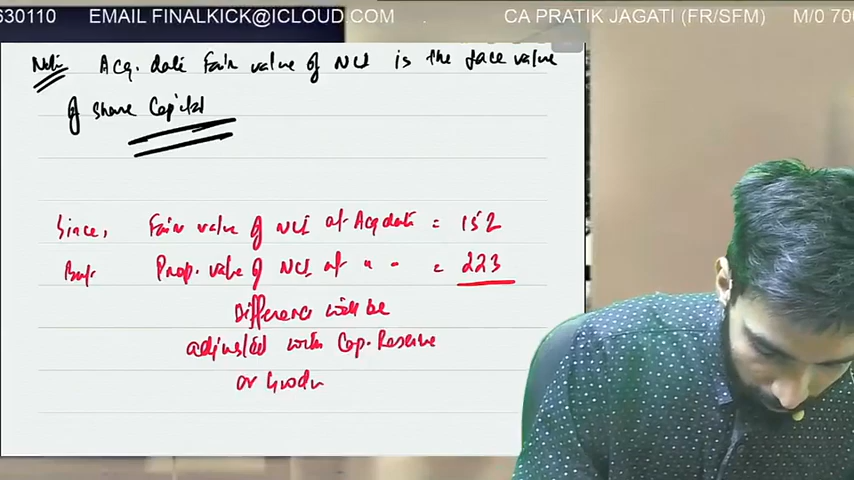 630110 EMAIL FINALKICK@ICLOUD.COM CA PRATIK JAGATI (FR/SFM) M/0 700
Note Acq. date Fair value of NCI is the face value
of share Capital
Since, Fair value of NCI at Acq date = 152
But Prop. value of NCI at " " = 223
Difference will be
adjusted with Cap. Reserve
or Goodw